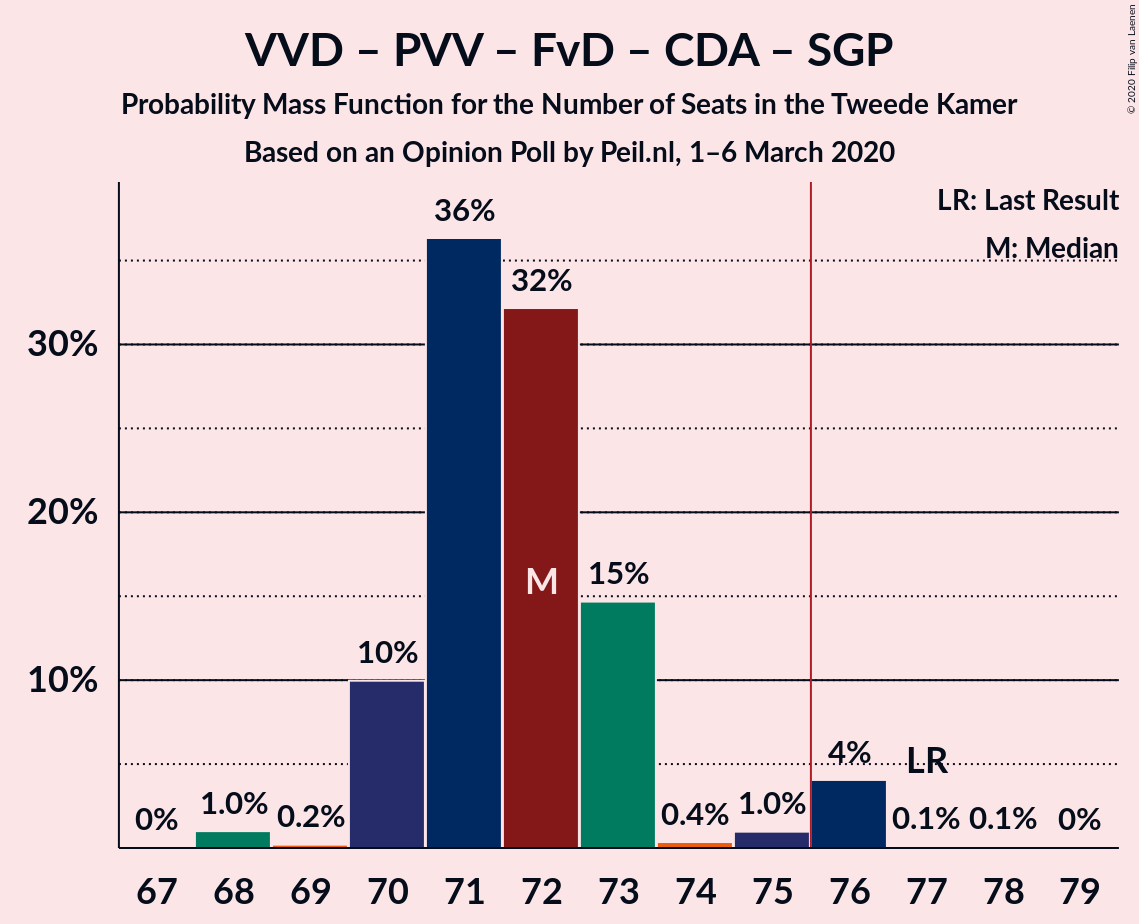 VVD – PVV – FvD – CDA – SGP
Probability Mass Function for the Number of Seats in the Tweede Kamer
Based on an Opinion Poll by Peil.nl, 1–6 March 2020
© 2020 Filip van Laenen
LR: Last Result
M: Median
30%
20%
10%
0%
1.0%
0.2%
10%
36%
32%
M
15%
0.4%
1.0%
4%
LR
0.1%
0.1%
0%
67 68 69 70 71 72 73 74 75 76 77 78 79